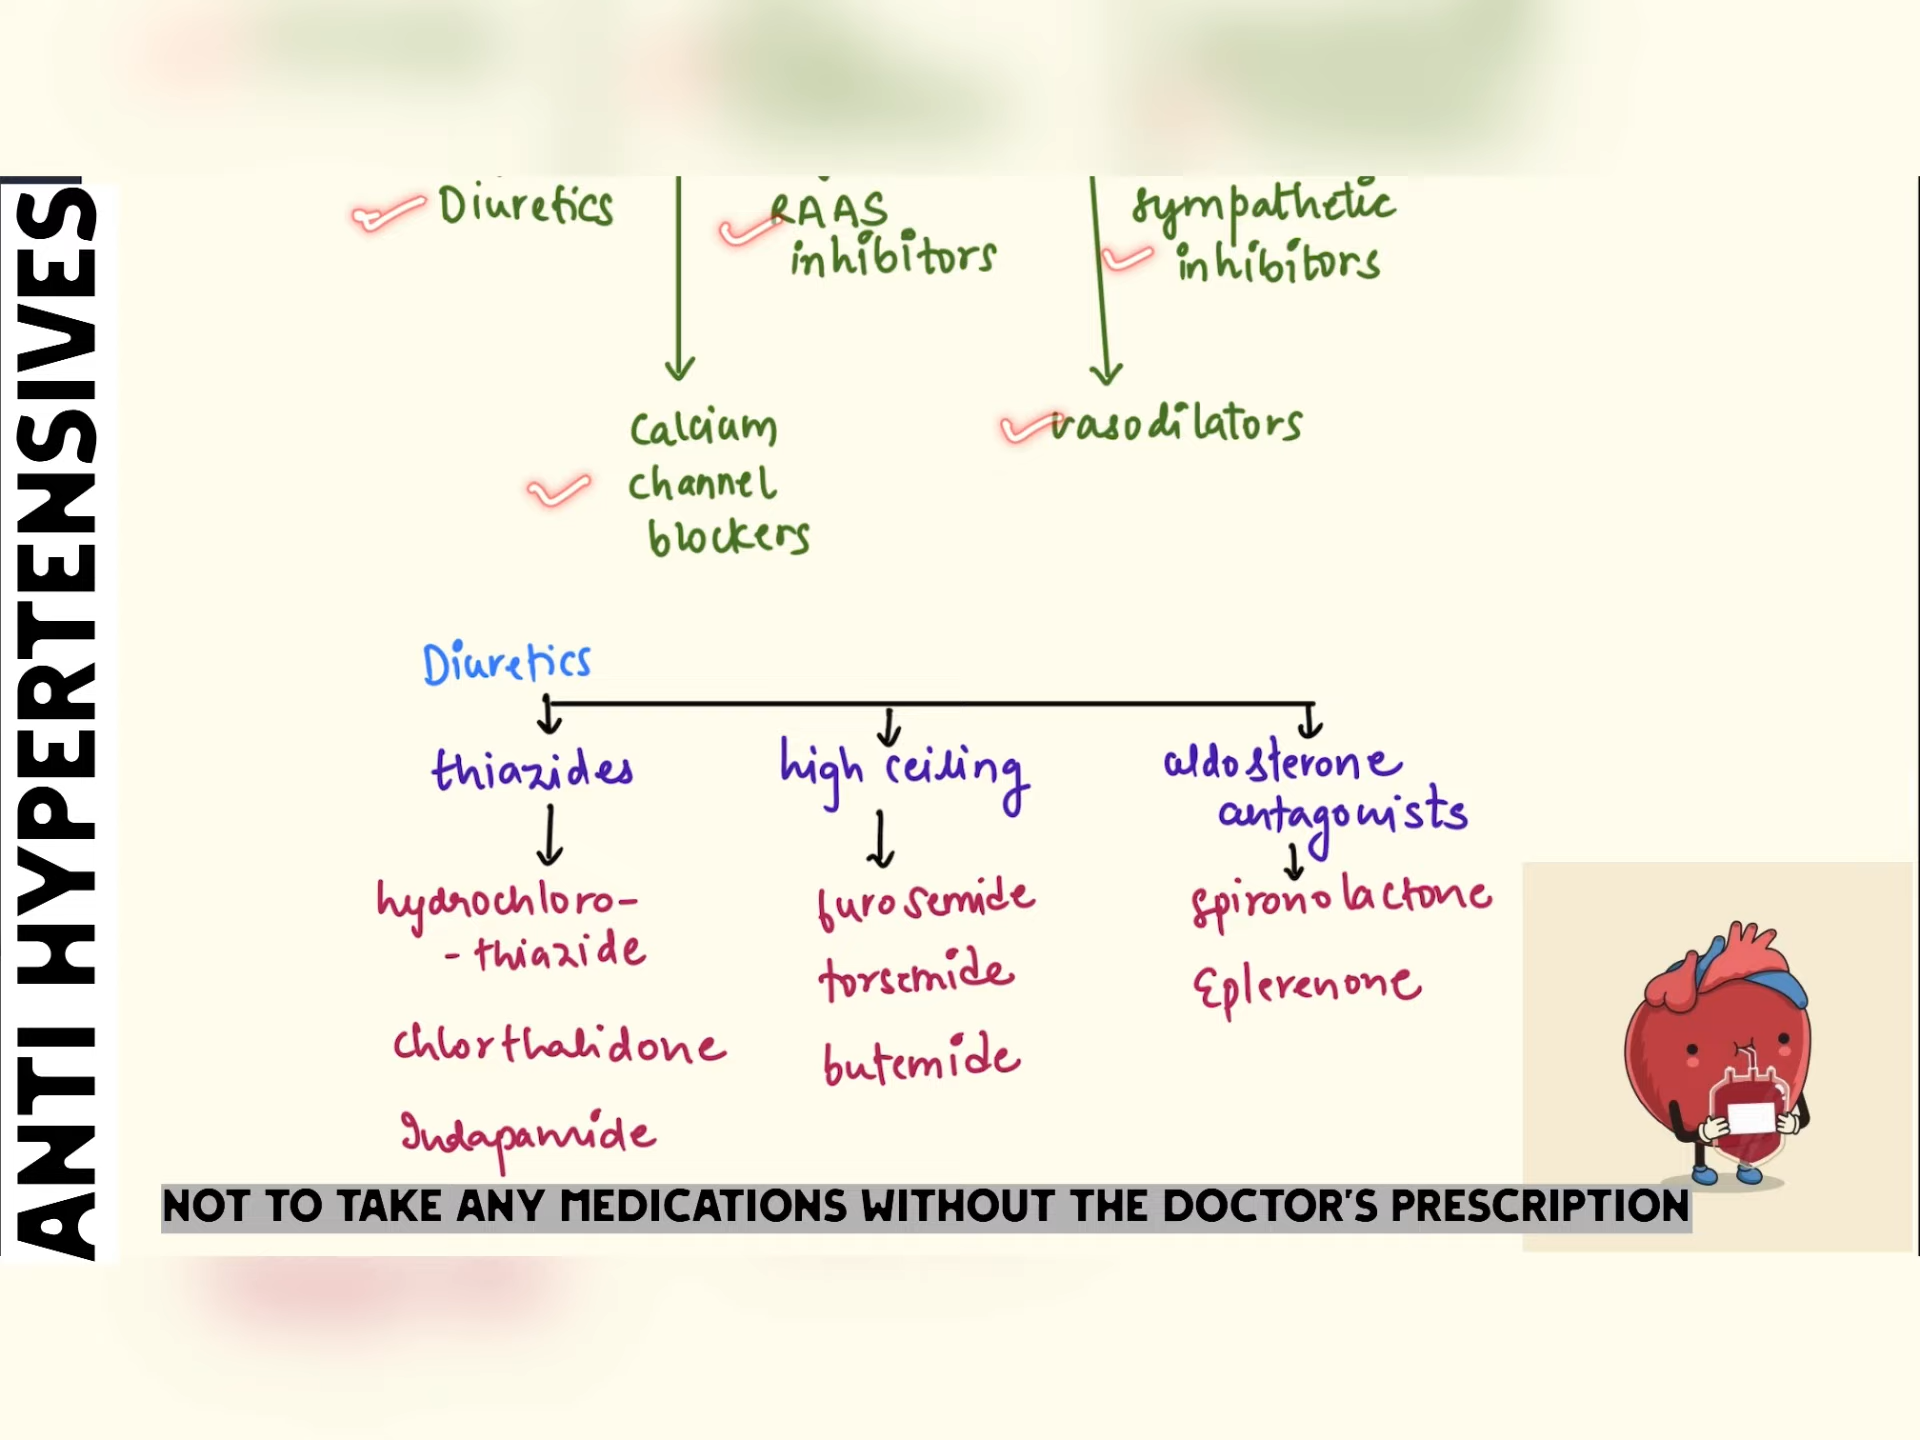 ANTI HYPERTENSIVES
Diuretics
RAAS
inhibitors
sympathetic
inhibitors
Calcium
channel
blockers
vasodilators
Diuretics
thiazides
high ceiling
aldosterone
antagonists
hydrochloro-
-thiazide
chlorthalidone
Indapamide
furosemide
torsemide
butemide
spironolactone
Eplerenone
NOT TO TAKE ANY MEDICATIONS WITHOUT THE DOCTOR'S PRESCRIPTION